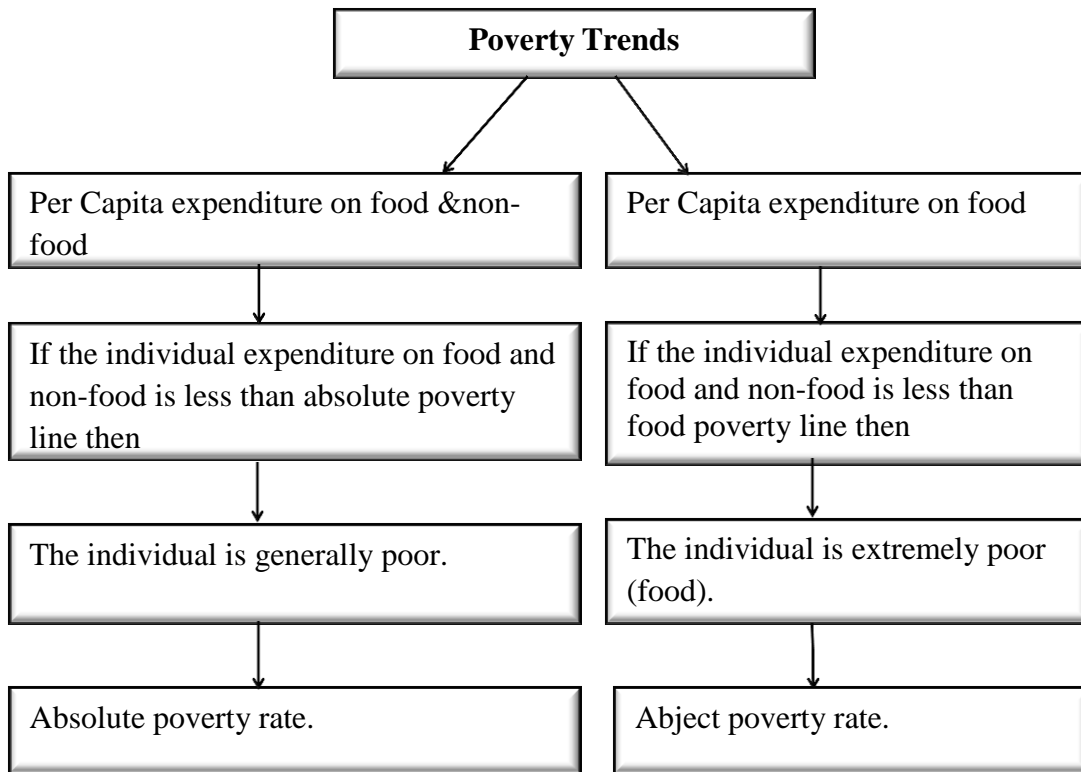 Poverty Trends
Per Capita expenditure on food &non-
food
Per Capita expenditure on food
If the individual expenditure on food and
non-food is less than absolute poverty
line then
If the individual expenditure on
food and non-food is less than
food poverty line then
The individual is generally poor.
The individual is extremely poor
(food).
Absolute poverty rate.
Abject poverty rate.